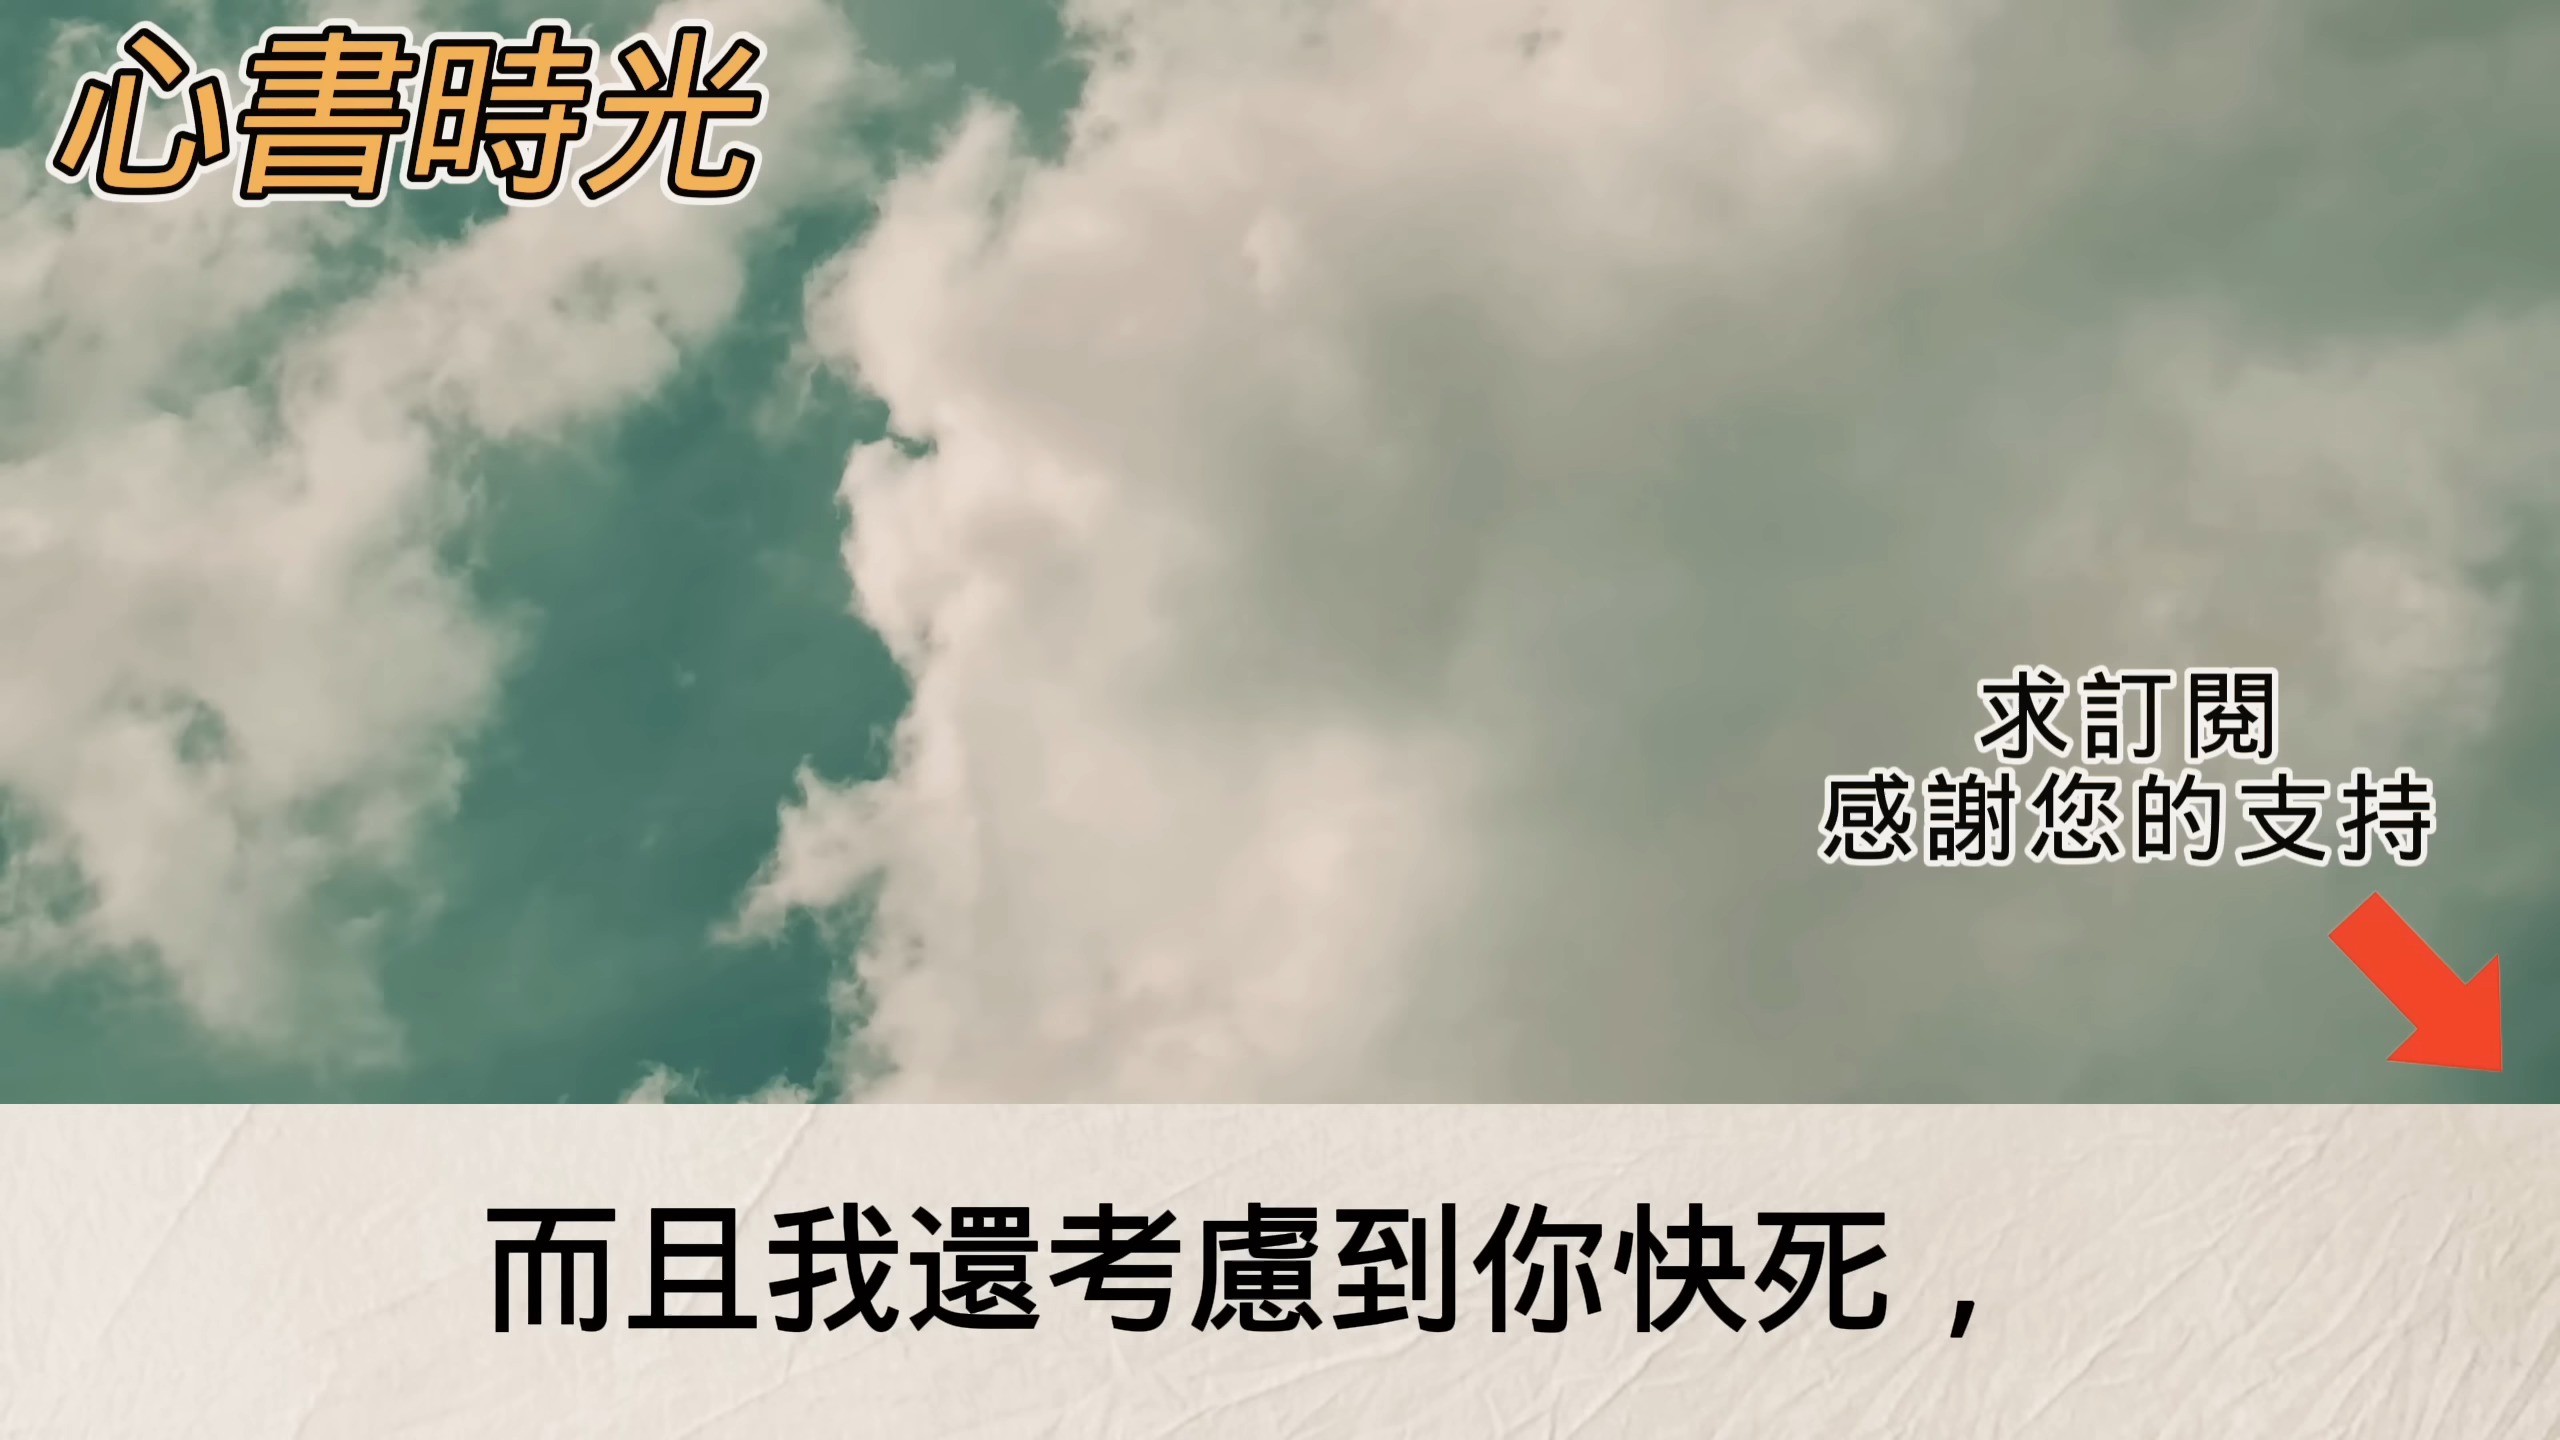 心書時光
求訂閱
感謝您的支持
而且我還考慮到你快死，